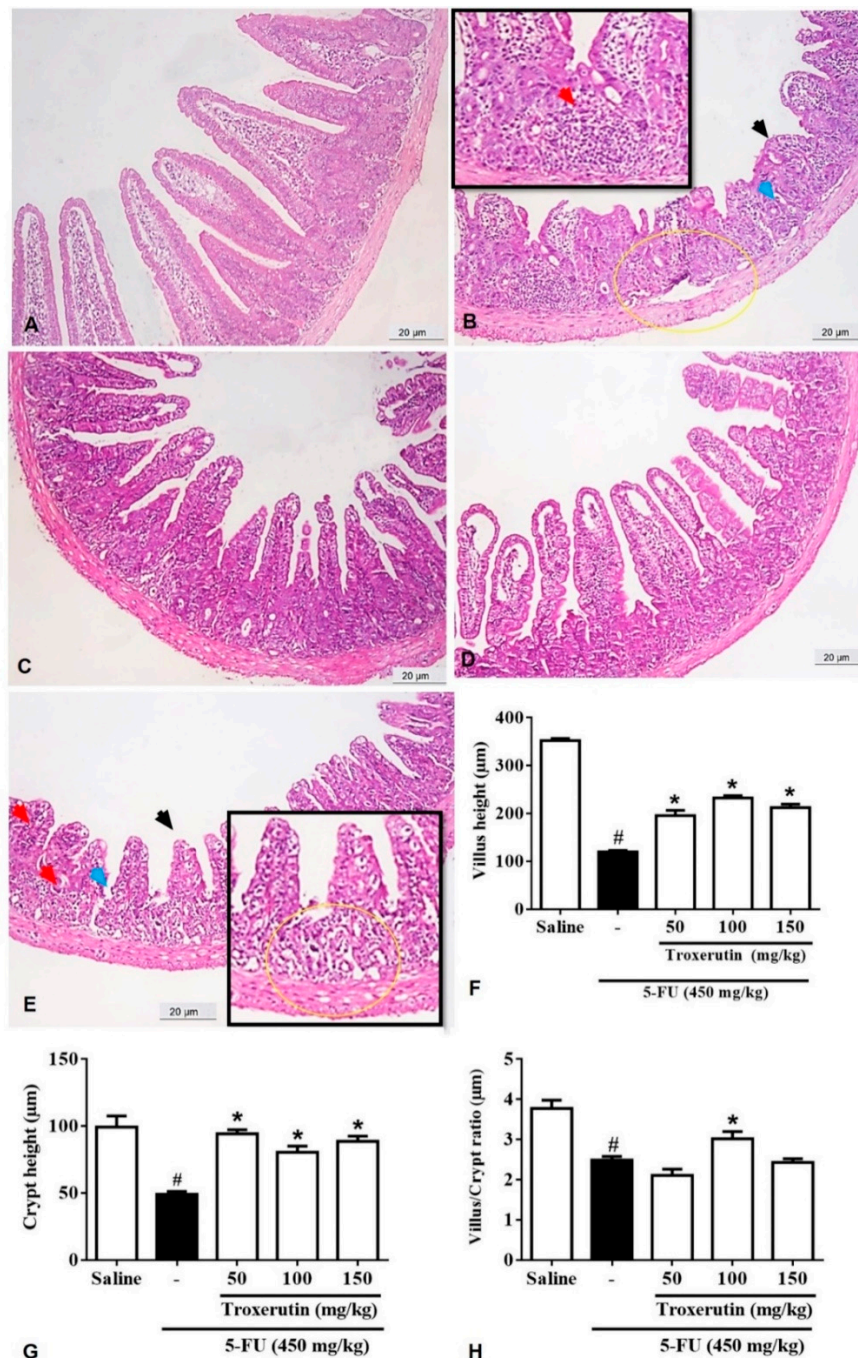 A
20 µm
B
20 µm
C
20 µm
D
20 µm
E
20 µm
Villus height (µm)
400
300
200
100
0
#
*
*
*
Saline
-
50
100
150
Troxerutin (mg/kg)
5-FU (450 mg/kg)
F
Crypt height (µm)
150
100
50
0
#
*
*
*
Saline
-
50
100
150
Troxerutin (mg/kg)
5-FU (450 mg/kg)
G
Villus/Crypt ratio (µm)
5
4
3
2
1
0
#
*
Saline
-
50
100
150
Troxerutin (mg/kg)
5-FU (450 mg/kg)
H